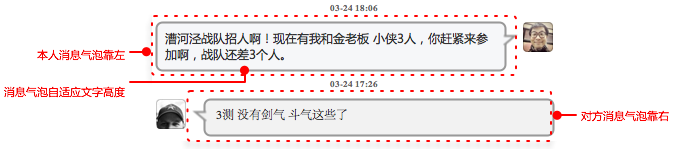 03-24 18:06
漕河泾战队招人啊！现在有我和金老板 小侠3人，你赶紧来参
加啊，战队还差3个人。
本人消息气泡靠左
消息气泡自适应文字高度
03-24 17:26
3测 没有剑气 斗气这些了
对方消息气泡靠右